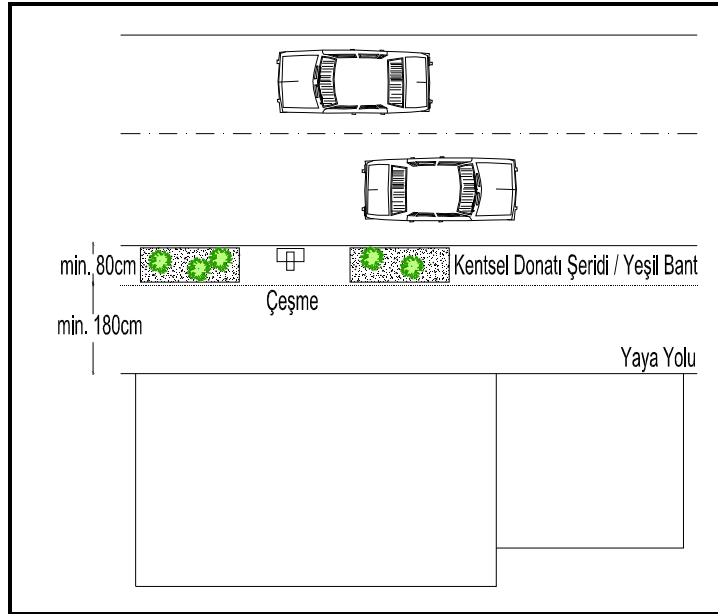 min. 80cm
Kentsel Donatı Şeridi / Yeşil Bant
Çeşme
min. 180cm
Yaya Yolu